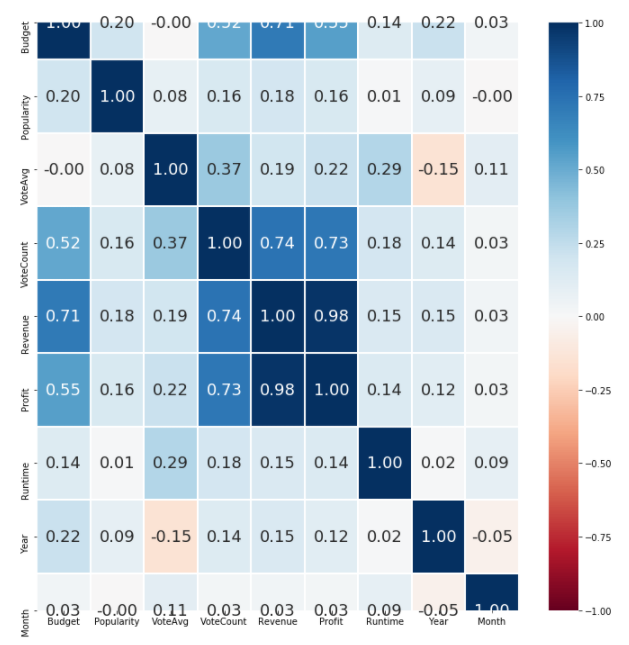 Budget 1.00 0.20 -0.00 0.52 0.71 0.55 0.14 0.22 0.03 1.00
Popularity 0.20 1.00 0.08 0.16 0.18 0.16 0.01 0.09 -0.00 0.75
VoteAvg -0.00 0.08 1.00 0.37 0.19 0.22 0.29 -0.15 0.11 0.50
VoteCount 0.52 0.16 0.37 1.00 0.74 0.73 0.18 0.14 0.03 0.25
Revenue 0.71 0.18 0.19 0.74 1.00 0.98 0.15 0.15 0.03 0.00
Profit 0.55 0.16 0.22 0.73 0.98 1.00 0.14 0.12 0.03 −0.25
Runtime 0.14 0.01 0.29 0.18 0.15 0.14 1.00 0.02 0.09 −0.50
Year 0.22 0.09 -0.15 0.14 0.15 0.12 0.02 1.00 -0.05 −0.75
Month 0.03 -0.00 0.11 0.03 0.03 0.03 0.09 -0.05 1.00 −1.00
Budget Popularity VoteAvg VoteCount Revenue Profit Runtime Year Month